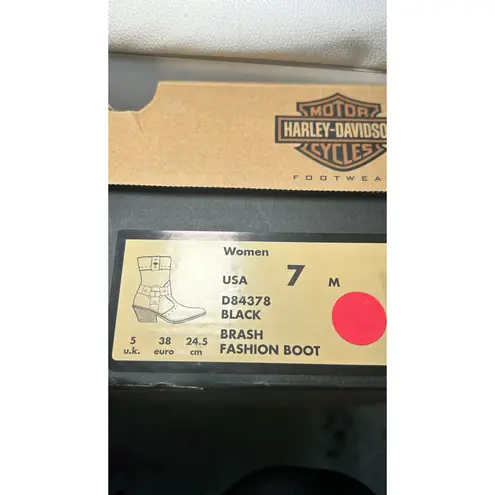 MOTOR
HARLEY-DAVIDSO
CYCLES
FOOTWEA
Women
USA 7 M
D84378
BLACK
BRASH
FASHION BOOT
5 38 24.5
u.k. euro cm